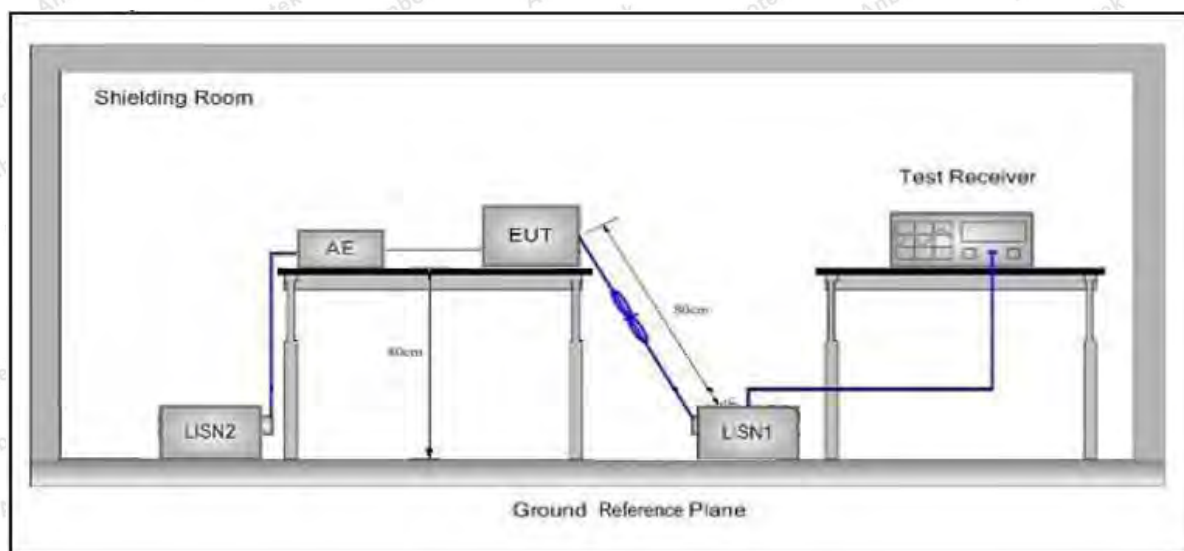 Shielding Room
Test Receiver
EUT
AE
80cm
80cm
LISN2
LISN1
Ground Reference Plane